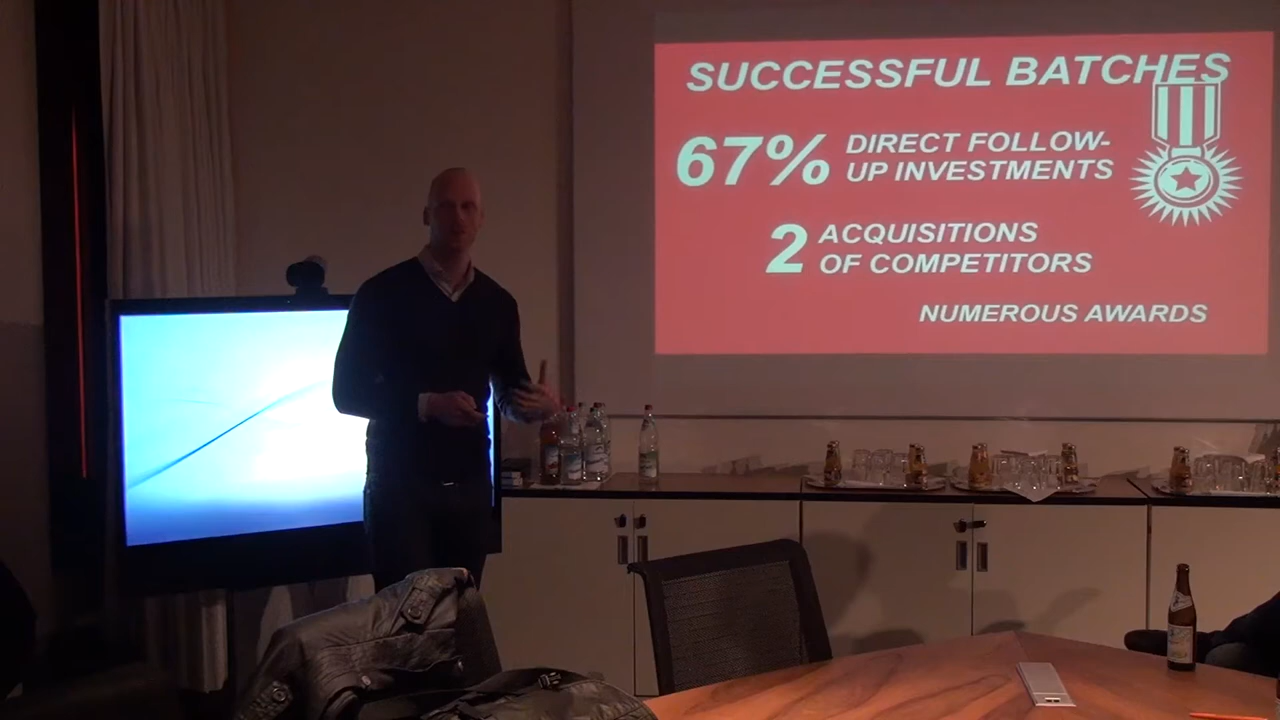 SUCCESSFUL BATCHES
67% DIRECT FOLLOW-
UP INVESTMENTS
2 ACQUISITIONS
OF COMPETITORS
NUMEROUS AWARDS